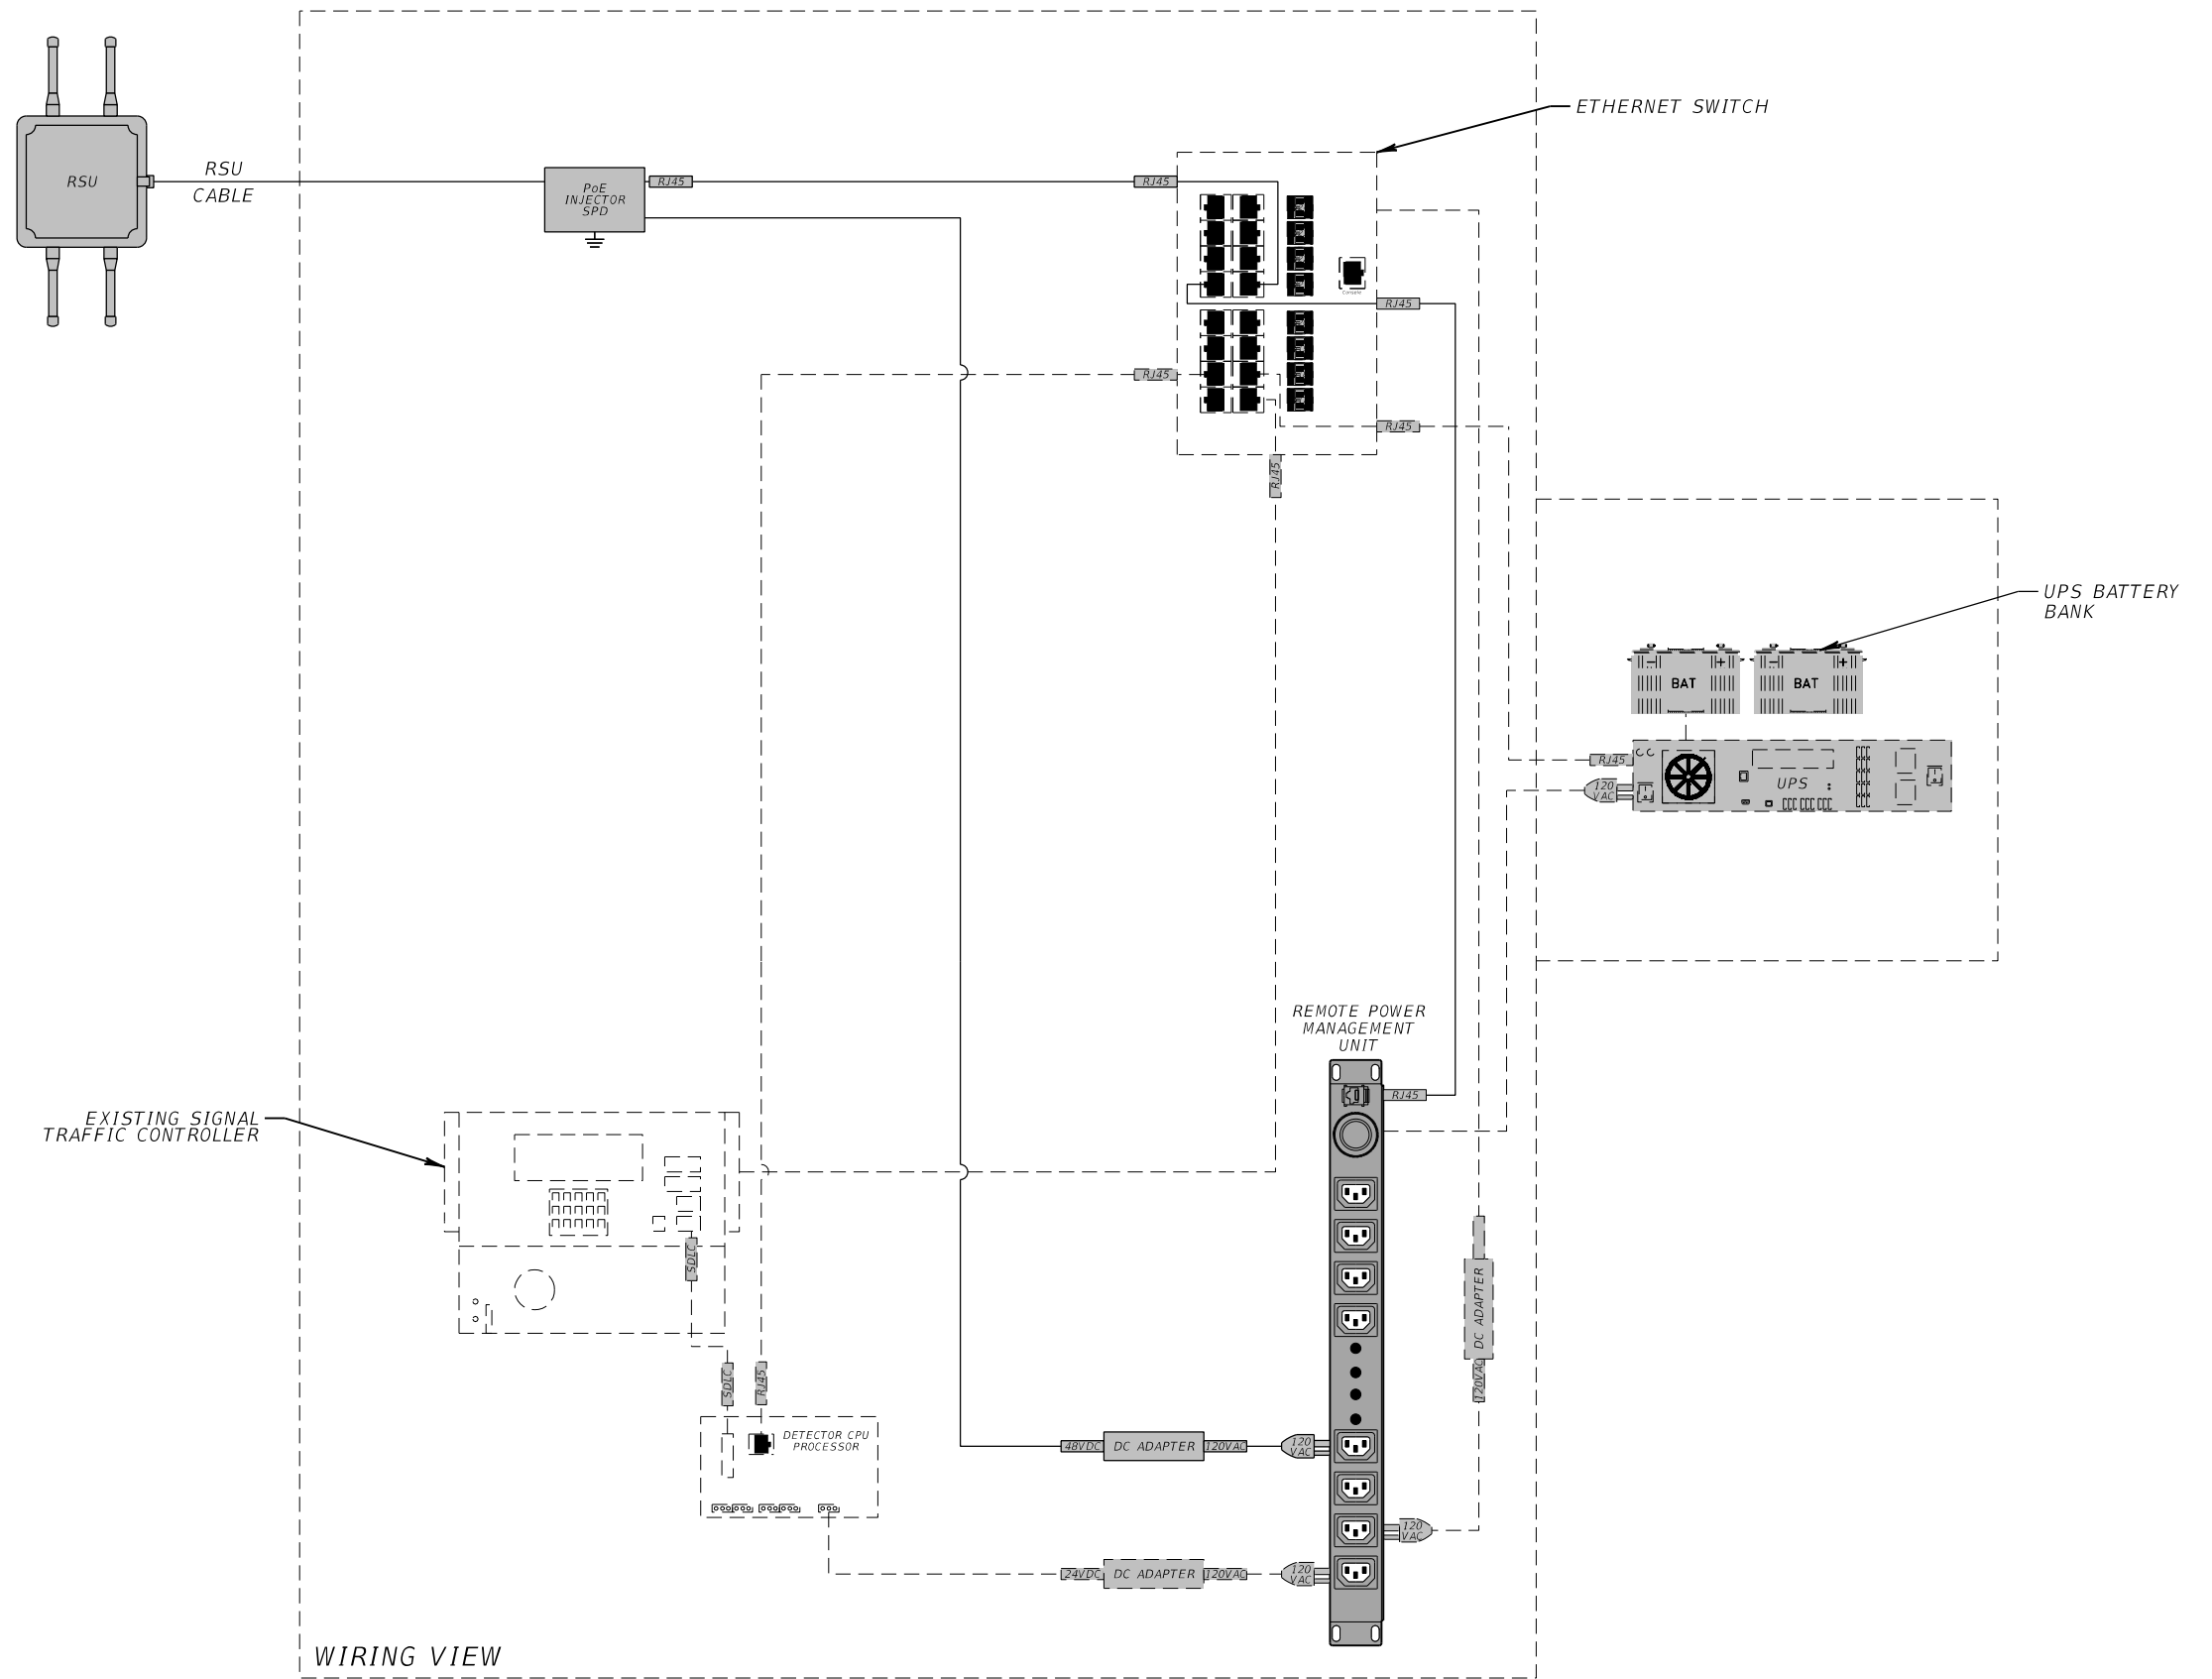 ETHERNET SWITCH
RSU
RSU
CABLE
PoE
INJECTOR
SPD
RJ45
RJ45
RJ45
RJ45
RJ45
RJ45
UPS BATTERY
BANK
- + - +
BAT
BAT
RJ45
UPS
120
VAC
REMOTE POWER
MANAGEMENT
UNIT
RJ45
EXISTING SIGNAL
TRAFFIC CONTROLLER
SDLC
DC ADAPTER
120VAC
SDLC
RJ45
DETECTOR CPU
PROCESSOR
48VDC
DC ADAPTER
120VAC
120
VAC
120
VAC
24VDC
DC ADAPTER
120VAC
120
VAC
WIRING VIEW